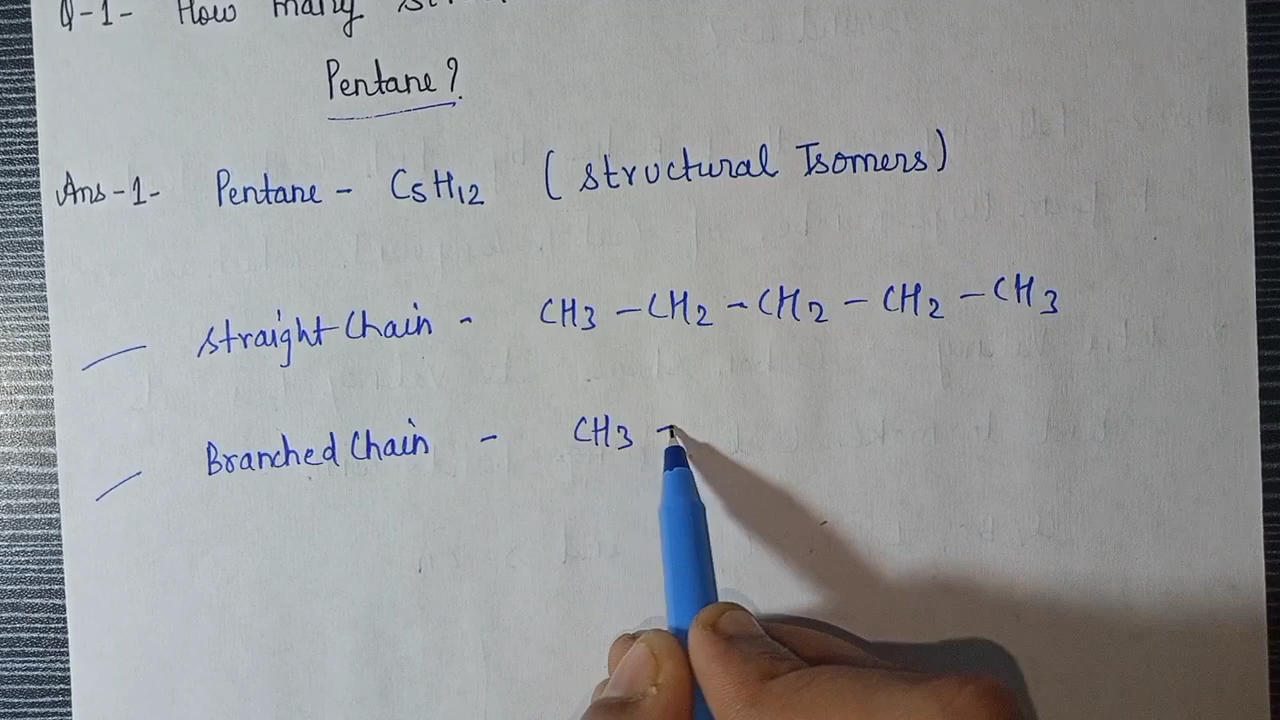 Q-1- How many
Pentane?
Ans-1- Pentane - C5H12 (Structural Isomers)
Straight Chain - CH3 - CH2 - CH2 - CH2 - CH3
Branched Chain - CH3 -